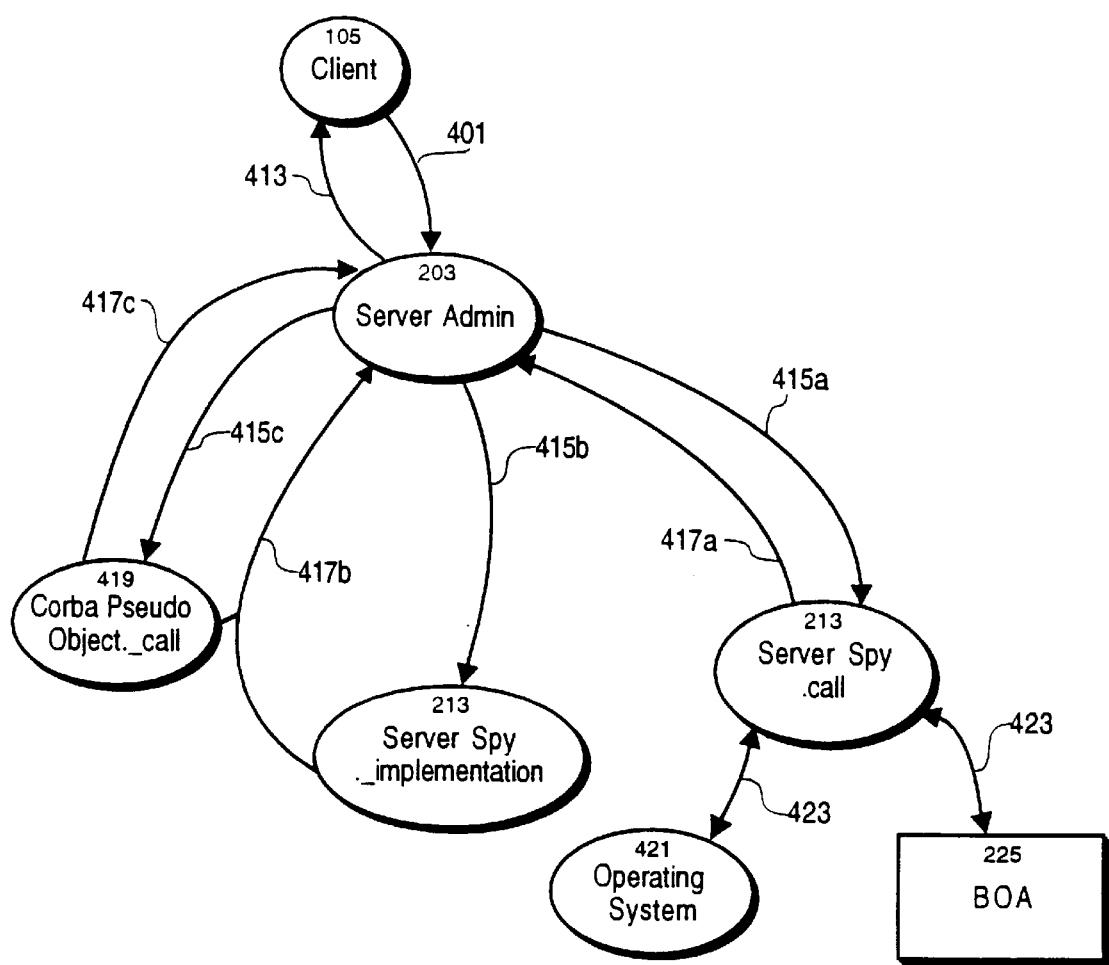 105
Client
401
413
203
Server Admin
417c
415a
415c
415b
417a
417b
419
Corba Pseudo
Object._call
213
Server Spy
.call
213
Server Spy
._implementation
423
423
421
Operating
System
225
BOA